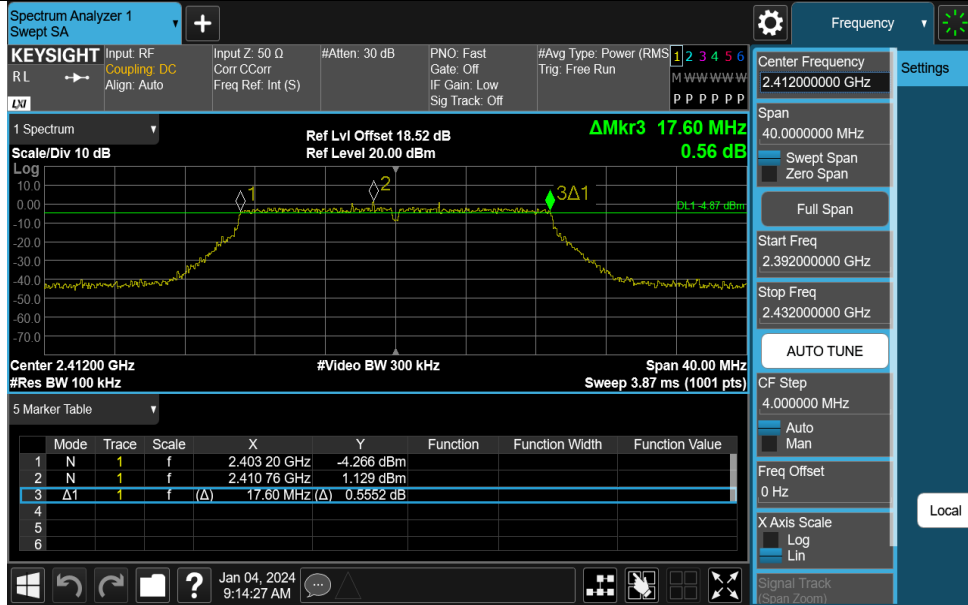 Spectrum Analyzer 1
Swept SA
Frequency
KEYSIGHT
R L
LXI
Input: RF
Coupling: DC
Align: Auto
Input Z: 50 Ω
Corr CCorr
Freq Ref: Int (S)
#Atten: 30 dB
PNO: Fast
Gate: Off
IF Gain: Low
Sig Track: Off
#Avg Type: Power (RMS
Trig: Free Run
1 2 3 4 5 6
M W W W W W
P P P P P P
1 Spectrum
Scale/Div 10 dB
Log
Ref Lvl Offset 18.52 dB
Ref Level 20.00 dBm
ΔMkr3 17.60 MHz
0.56 dB
10.0
0.00
-10.0
-20.0
-30.0
-40.0
-50.0
-60.0
-70.0
1
2
3Δ1
DL1 -4.87 dBm
Center 2.41200 GHz
#Video BW 300 kHz
Span 40.00 MHz
#Res BW 100 kHz
Sweep 3.87 ms (1001 pts)
5 Marker Table
Mode Trace Scale X Y Function Function Width Function Value
1 N 1 f 2.403 20 GHz -4.266 dBm
2 N 1 f 2.410 76 GHz 1.129 dBm
3 Δ1 1 f (Δ) 17.60 MHz (Δ) 0.5552 dB
4
5
6
Center Frequency
2.412000000 GHz
Span
40.0000000 MHz
Swept Span
Zero Span
Full Span
Start Freq
2.392000000 GHz
Stop Freq
2.432000000 GHz
AUTO TUNE
CF Step
4.000000 MHz
Auto
Man
Freq Offset
0 Hz
X Axis Scale
Log
Lin
Signal Track
(Span Zoom)
Settings
Local
?
Jan 04, 2024
9:14:27 AM